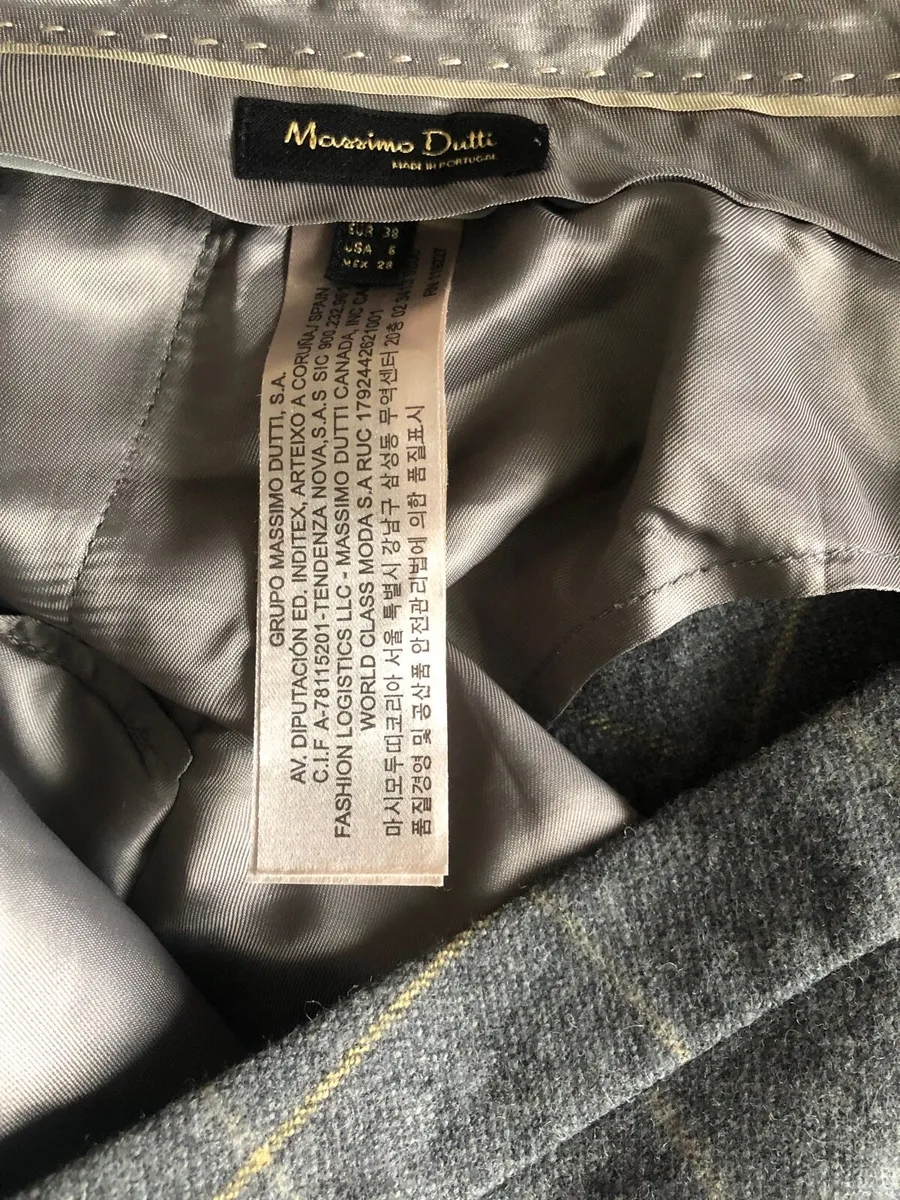 Massimo Dutti
MADE IN PORTUGAL
EUR 38
USA 6
MEX 28
GRUPO MASSIMO DUTTI, S.A.
AV. DIPUTACIÓN ED. INDITEX, ARTEIXO A CORUÑA/ SPAIN
C.I.F A-78115201-TENDENZA NOVA,S.A.S SIC 900.232.961
FASHION LOGISTICS LLC - MASSIMO DUTTI CANADA, INC CA
WORLD CLASS MODA S.A RUC 1792442621001
마시모두띠코리아 서울 특별시 강남구 삼성동 무역센터 20층 02.3413
품질경영 및 공산품 안전관리법에 의한 품질표시